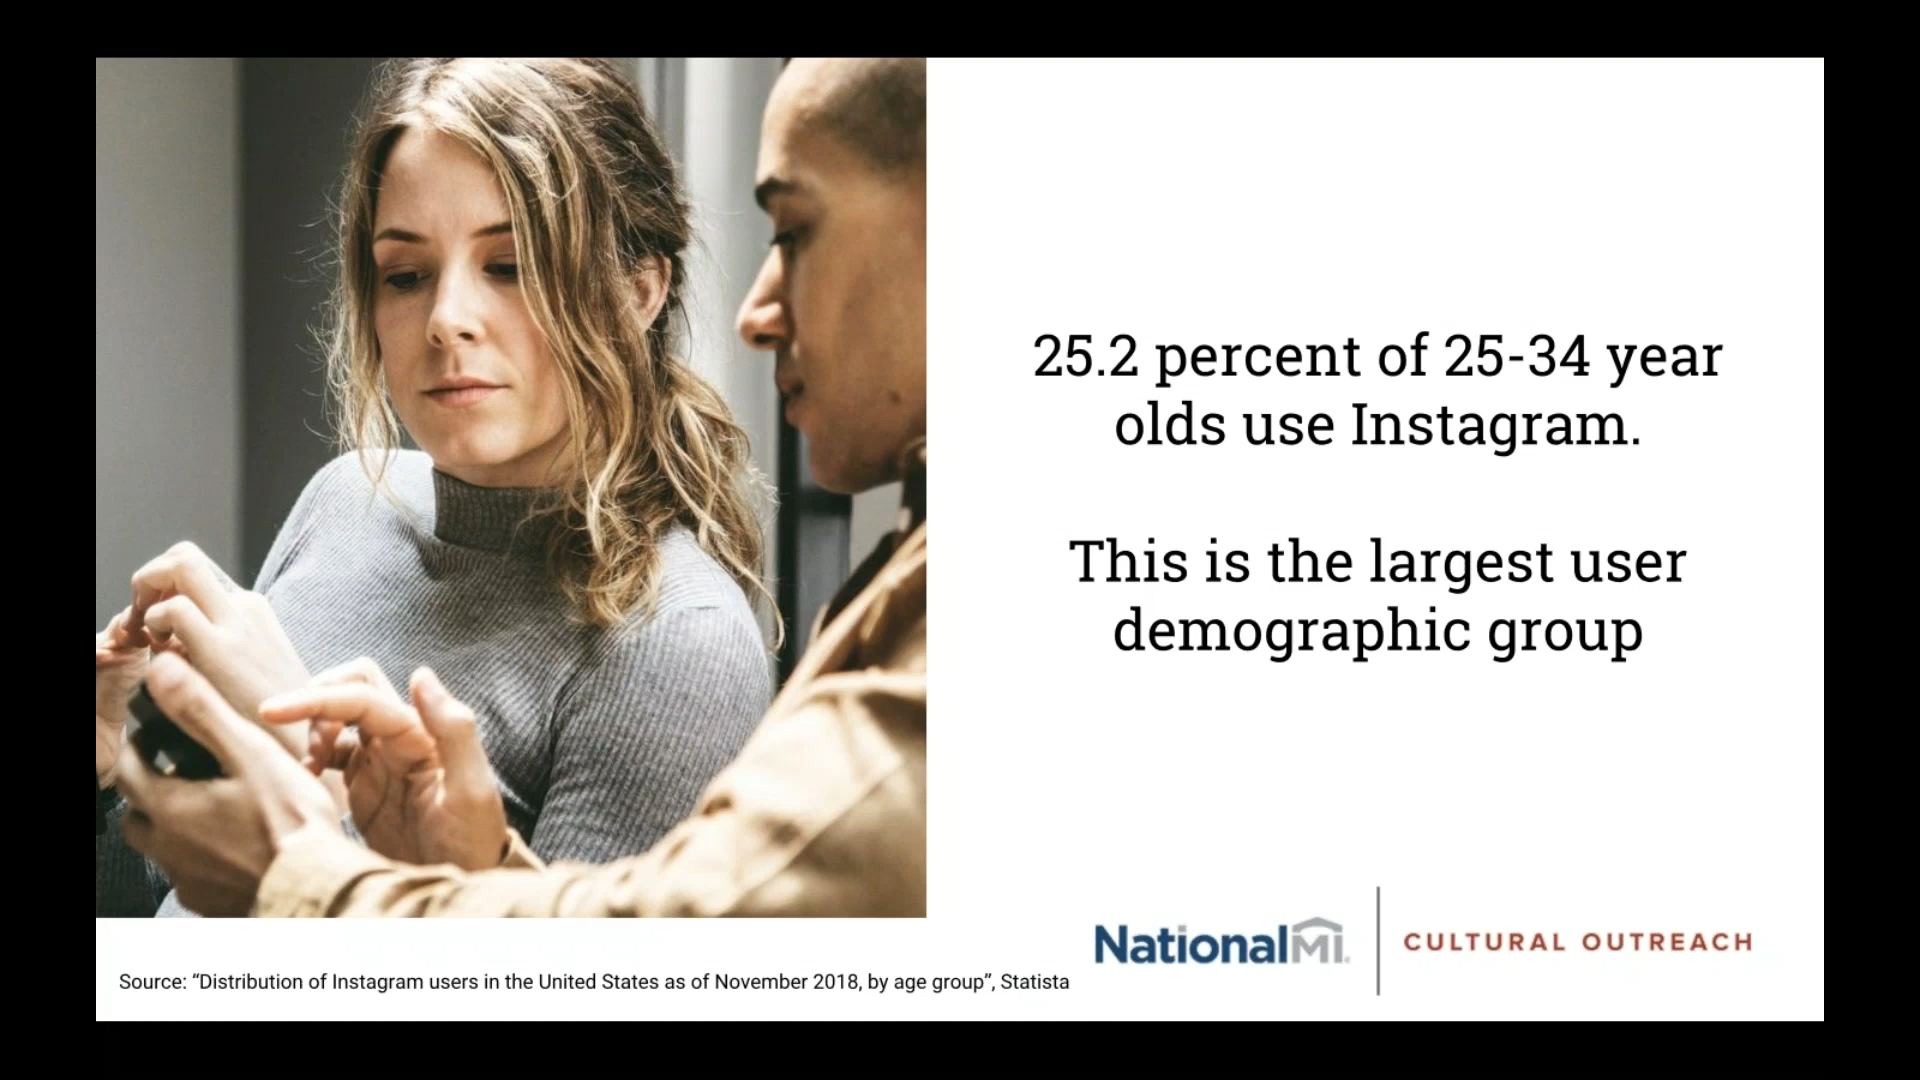 25.2 percent of 25-34 year
olds use Instagram.
This is the largest user
demographic group
NationalMI.
CULTURAL OUTREACH
Source: “Distribution of Instagram users in the United States as of November 2018, by age group”, Statista